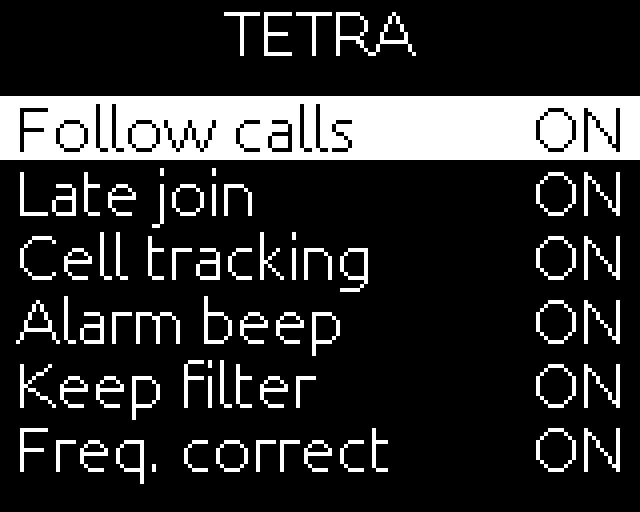 TETRA
Follow calls ON
Late join ON
Cell tracking ON
Alarm beep ON
Keep filter ON
Freq. correct ON